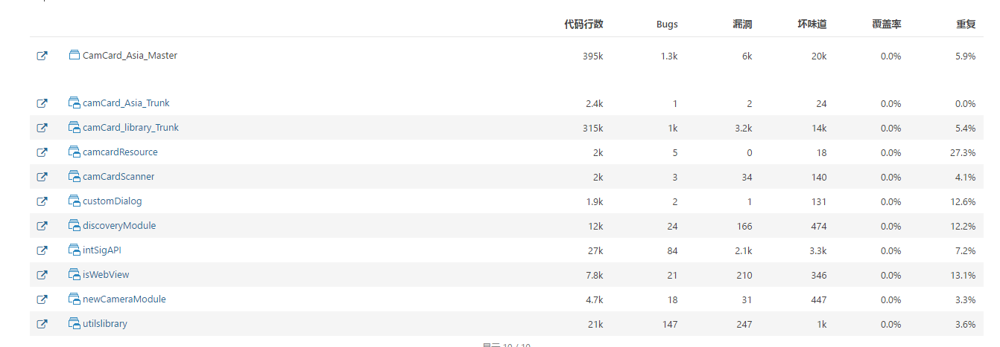 代码行数 Bugs 漏洞 坏味道 覆盖率 重复
CamCard_Asia_Master 395k 1.3k 6k 20k 0.0% 5.9%
camCard_Asia_Trunk 2.4k 1 2 24 0.0% 0.0%
camCard_library_Trunk 315k 1k 3.2k 14k 0.0% 5.4%
camcardResource 2k 5 0 18 0.0% 27.3%
camCardScanner 2k 3 34 140 0.0% 4.1%
customDialog 1.9k 2 1 131 0.0% 12.6%
discoveryModule 12k 24 166 474 0.0% 12.2%
intSigAPI 27k 84 2.1k 3.3k 0.0% 7.2%
isWebView 7.8k 21 210 346 0.0% 13.1%
newCameraModule 4.7k 18 31 447 0.0% 3.3%
utilslibrary 21k 147 247 1k 0.0% 3.6%
10 / 10